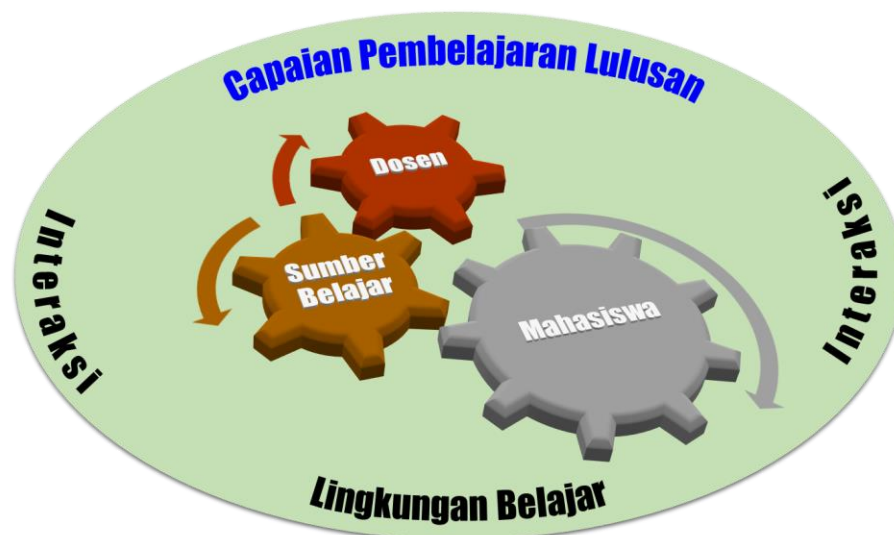 Capaian Pembelajaran Lulusan
Dosen
Interaksi
Sumber
Belajar
Mahasiswa
Interaksi
Lingkungan Belajar